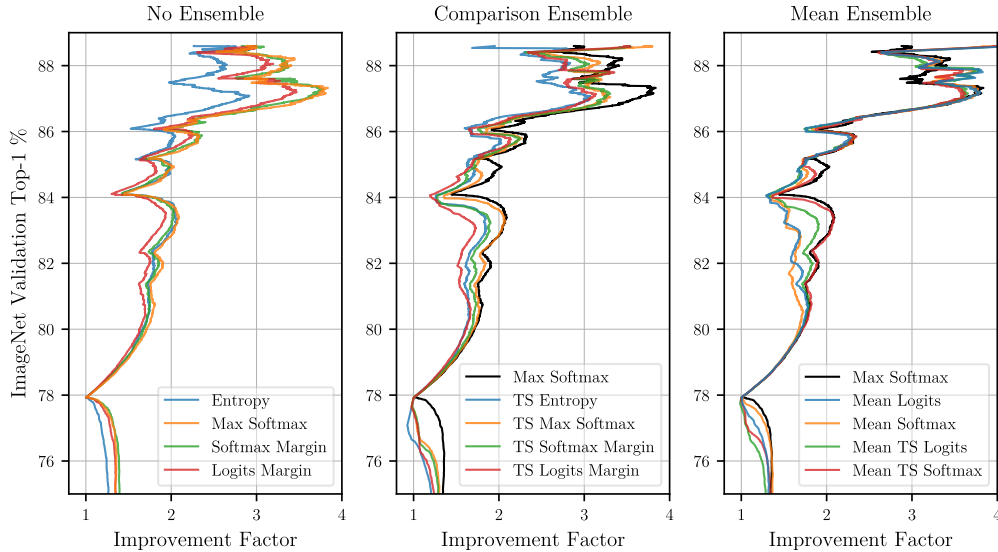 No Ensemble
Comparison Ensemble
Mean Ensemble
ImageNet Validation Top-1 %
88
86
84
82
80
78
76
Entropy
Max Softmax
Softmax Margin
Logits Margin
1
2
3
4
Improvement Factor
88
86
84
82
80
78
76
Max Softmax
TS Entropy
TS Max Softmax
TS Softmax Margin
TS Logits Margin
1
2
3
4
Improvement Factor
88
86
84
82
80
78
76
Max Softmax
Mean Logits
Mean Softmax
Mean TS Logits
Mean TS Softmax
1
2
3
4
Improvement Factor